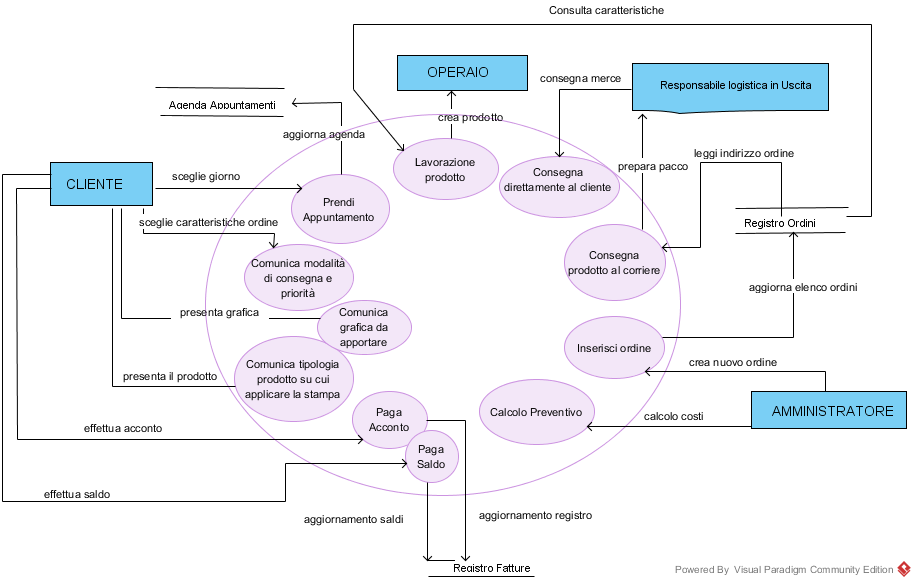 Consulta caratteristiche
OPERAIO
consegna merce
Responsabile logistica in Uscita
Agenda Appuntamenti
crea prodotto
aggiorna agenda
Lavorazione
prodotto
Consegna
direttamente al cliente
prepara pacco
leggi indirizzo ordine
CLIENTE
sceglie giorno
Prendi
Appuntamento
Registro Ordini
sceglie caratteristiche ordine
Comunica modalità
di consegna e
priorità
Consegna
prodotto al corriere
aggiorna elenco ordini
presenta grafica
Comunica
grafica da
apportare
Inserisci ordine
crea nuovo ordine
presenta il prodotto
Comunica tipologia
prodotto su cui
applicare la stampa
Paga
Acconto
Calcolo Preventivo
calcolo costi
AMMINISTRATORE
effettua acconto
Paga
Saldo
effettua saldo
aggiornamento saldi
aggiornamento registro
Registro Fatture
Powered By Visual Paradigm Community Edition